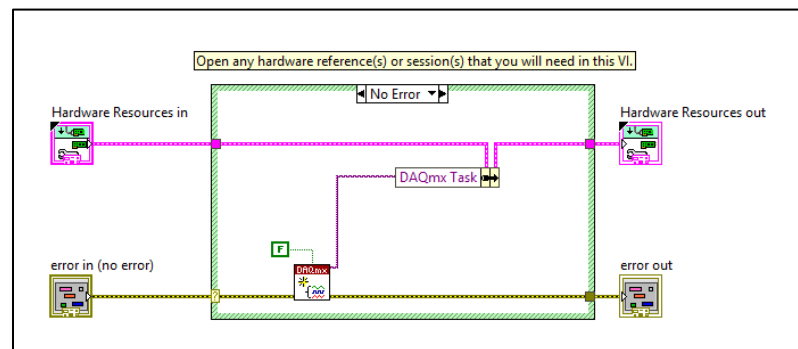 Open any hardware reference(s) or session(s) that you will need in this VI.
No Error
Hardware Resources in
Hardware Resources out
DAQmx Task
F
DAQmx
error in (no error)
?
error out